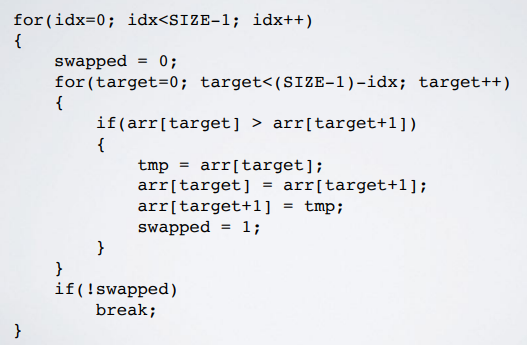 for(idx=0; idx<SIZE-1; idx++)
{
    swapped = 0;
    for(target=0; target<(SIZE-1)-idx; target++)
    {
        if(arr[target] > arr[target+1])
        {
            tmp = arr[target];
            arr[target] = arr[target+1];
            arr[target+1] = tmp;
            swapped = 1;
        }
    }
    if(!swapped)
        break;
}